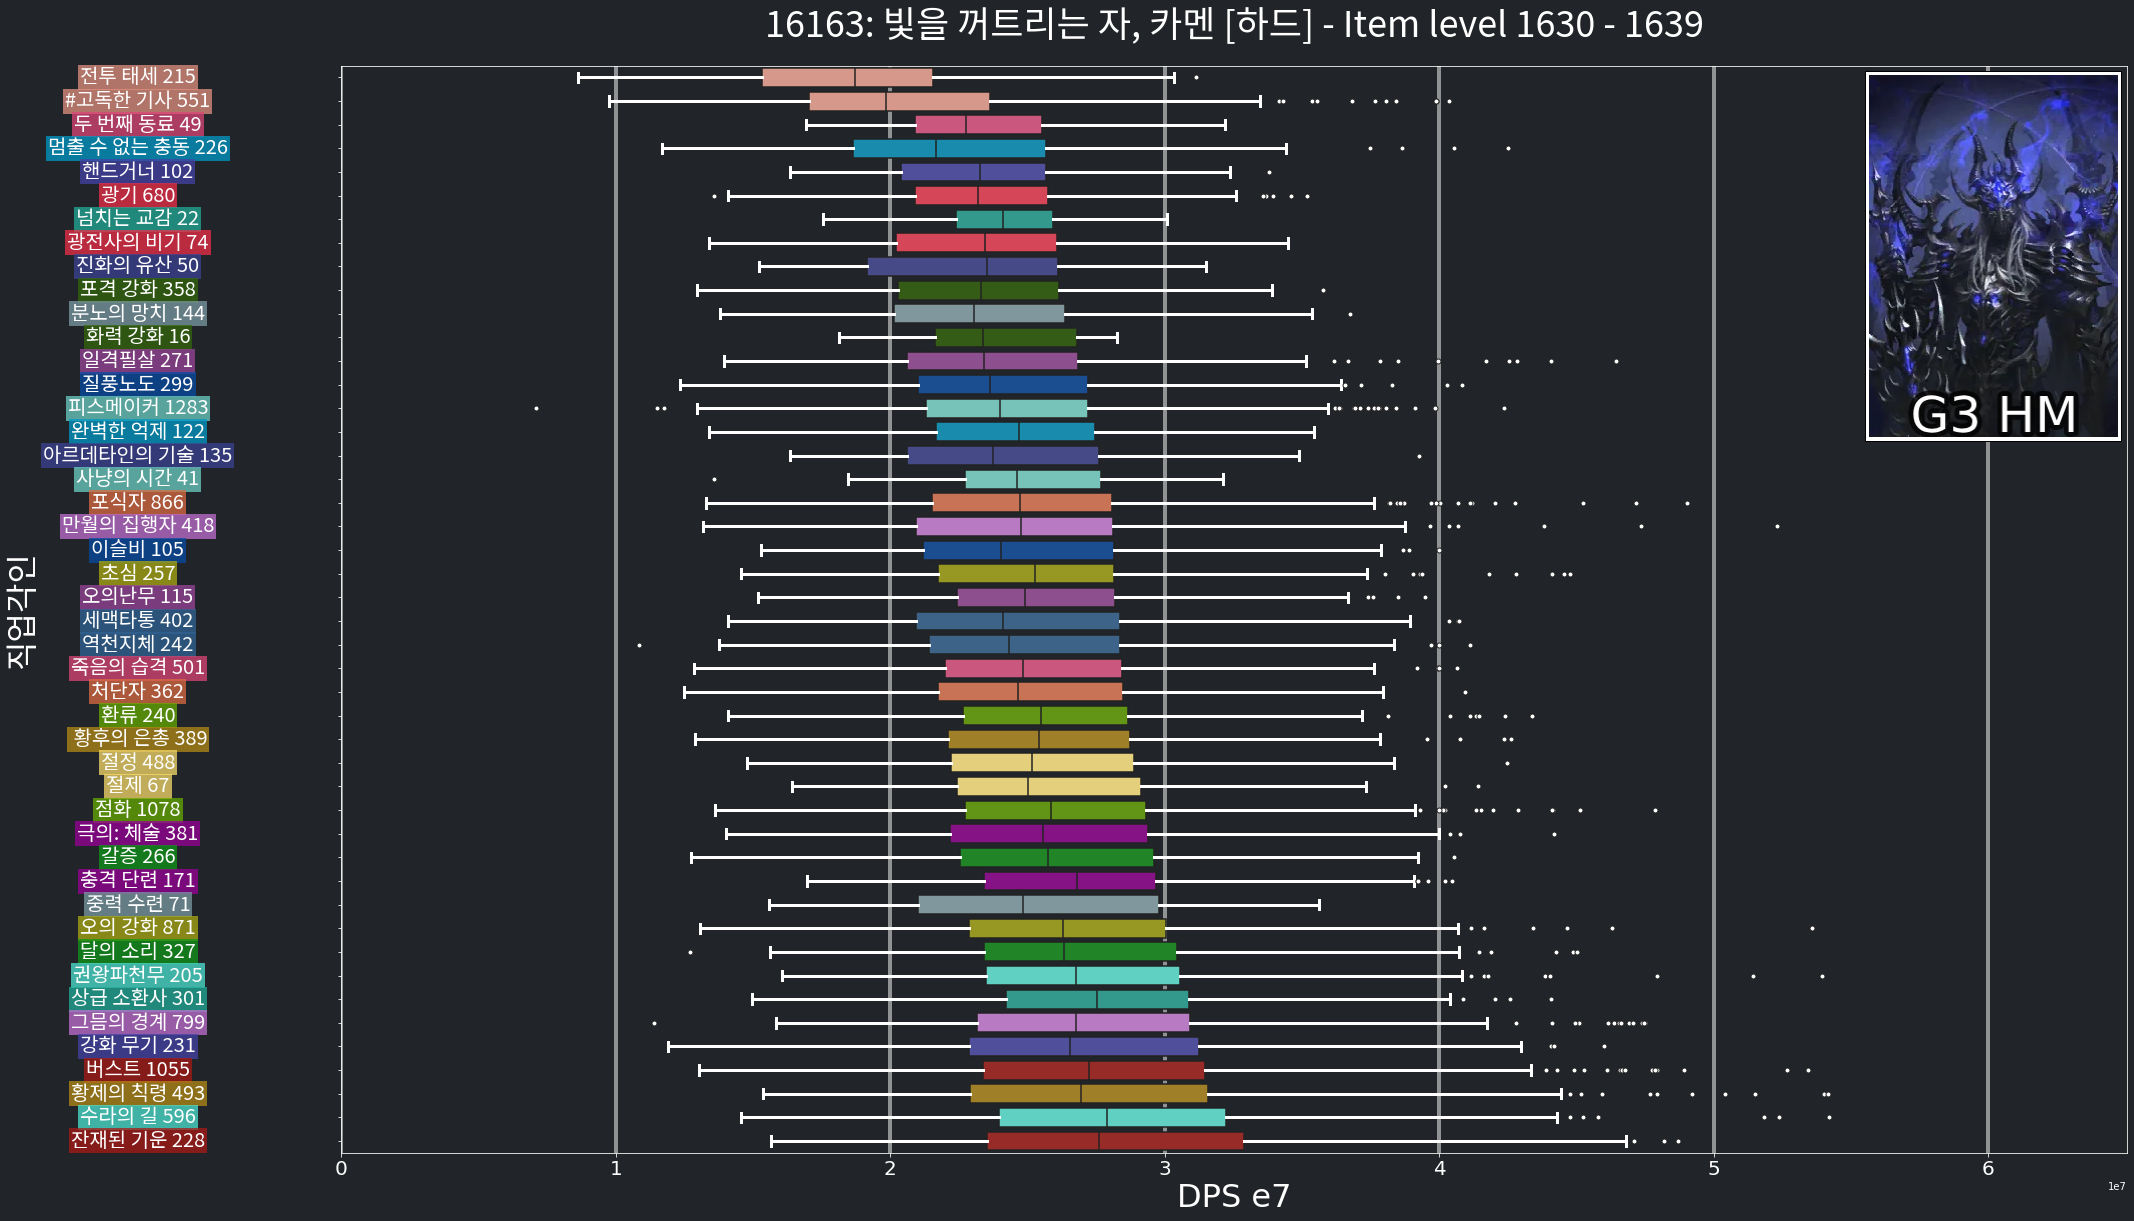 16163: 빛을 꺼트리는 자, 카멘 [하드] - Item level 1630 - 1639
전투 태세 215
#고독한 기사 551
두 번째 동료 49
멈출 수 없는 충동 226
핸드거너 102
광기 680
넘치는 교감 22
광전사의 비기 74
진화의 유산 50
포격 강화 358
분노의 망치 144
화력 강화 16
일격필살 271
질풍노도 299
피스메이커 1283
완벽한 억제 122
아르데타인의 기술 135
사냥의 시간 41
포식자 866
만월의 집행자 418
이슬비 105
초심 257
오의난무 115
세맥타통 402
역천지체 242
죽음의 습격 501
처단자 362
환류 240
황후의 은총 389
절정 488
절제 67
점화 1078
극의: 체술 381
갈증 266
충격 단련 171
중력 수련 71
오의 강화 871
달의 소리 327
권왕파천무 205
상급 소환사 301
그믐의 경계 799
강화 무기 231
버스트 1055
황제의 칙령 493
수라의 길 596
잔재된 기운 228
직업각인
G3 HM
0 1 2 3 4 5 6
DPS e7
1e7